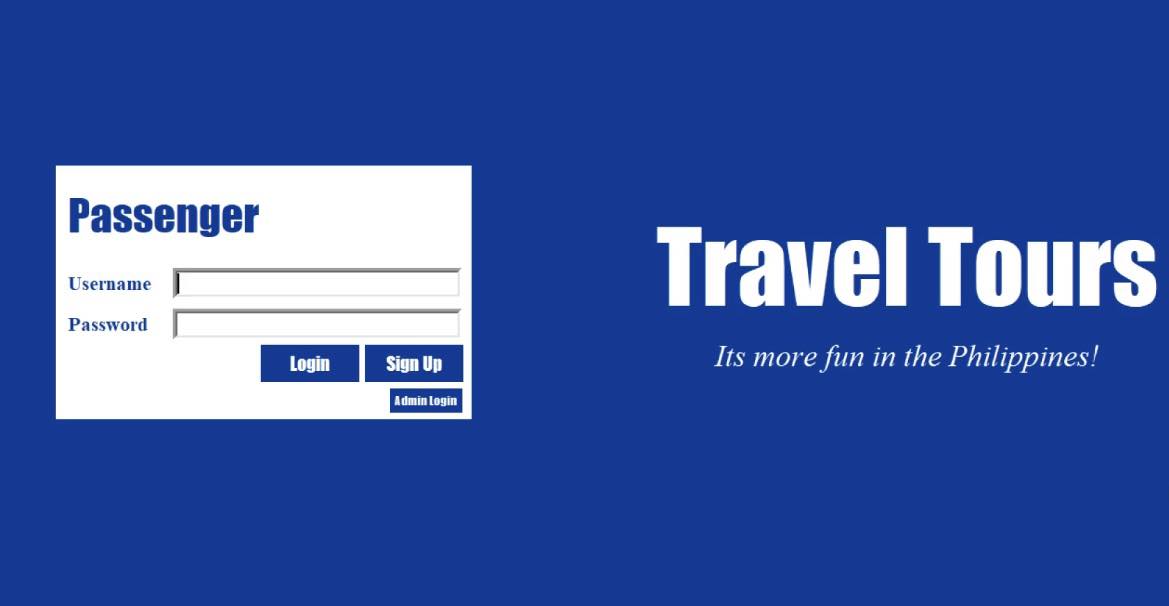 Passenger
Username
Password
Login
Sign Up
Admin Login
Travel Tours
Its more fun in the Philippines!